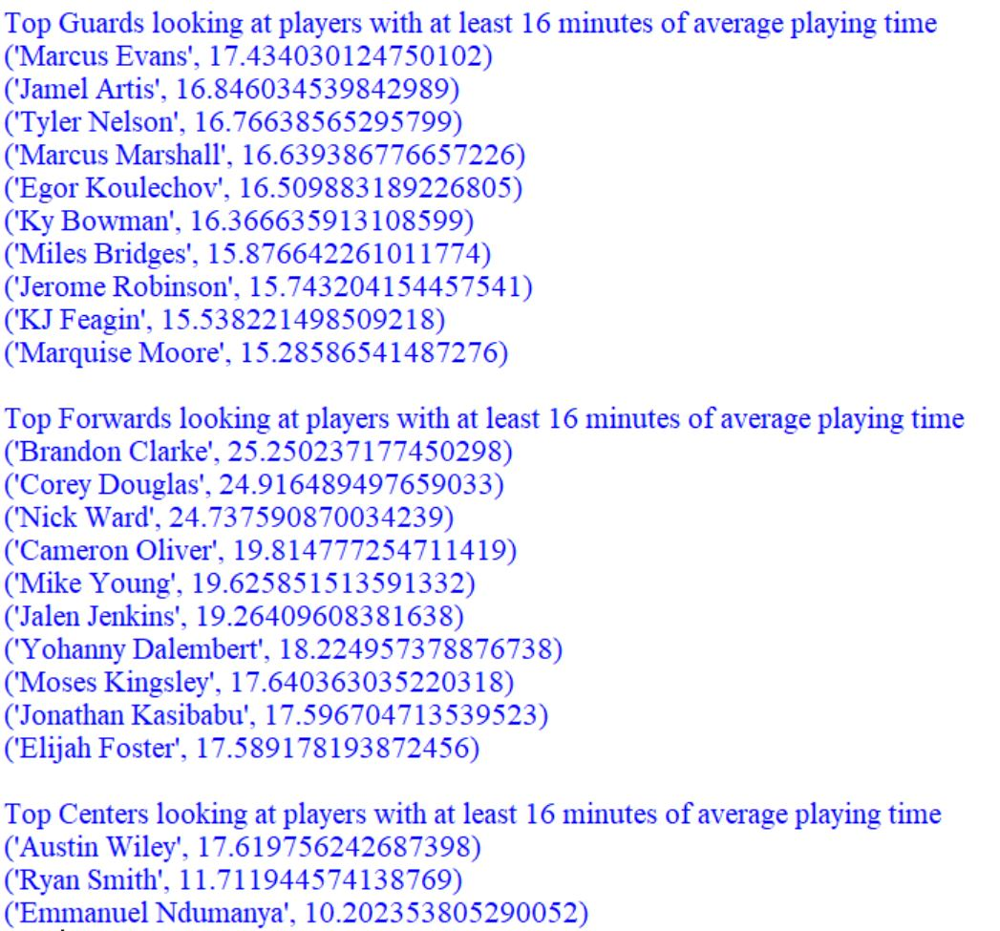 Top Guards looking at players with at least 16 minutes of average playing time
('Marcus Evans', 17.434030124750102)
('Jamel Artis', 16.846034539842989)
('Tyler Nelson', 16.76638565295799)
('Marcus Marshall', 16.639386776657226)
('Egor Koulechov', 16.509883189226805)
('Ky Bowman', 16.366635913108599)
('Miles Bridges', 15.876642261011774)
('Jerome Robinson', 15.743204154457541)
('KJ Feagin', 15.538221498509218)
('Marquise Moore', 15.28586541487276)

Top Forwards looking at players with at least 16 minutes of average playing time
('Brandon Clarke', 25.250237177450298)
('Corey Douglas', 24.916489497659033)
('Nick Ward', 24.737590870034239)
('Cameron Oliver', 19.814777254711419)
('Mike Young', 19.625851513591332)
('Jalen Jenkins', 19.26409608381638)
('Yohanny Dalembert', 18.224957378876738)
('Moses Kingsley', 17.640363035220318)
('Jonathan Kasibabu', 17.596704713539523)
('Elijah Foster', 17.589178193872456)

Top Centers looking at players with at least 16 minutes of average playing time
('Austin Wiley', 17.619756242687398)
('Ryan Smith', 11.711944574138769)
('Emmanuel Ndumanya', 10.202353805290052)